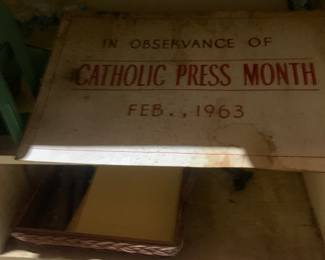 IN OBSERVANCE OF
CATHOLIC PRESS MONTH
FEB., 1963